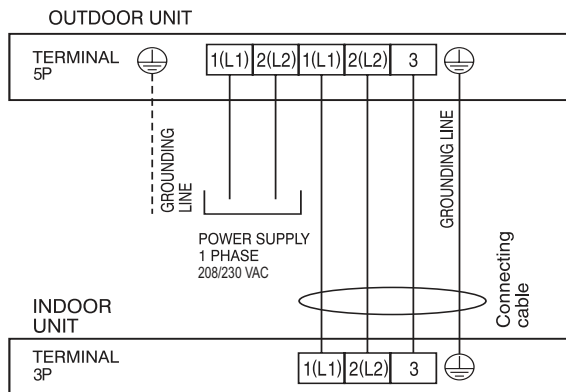 OUTDOOR UNIT
TERMINAL
5P
1(L1) 2(L2) 1(L1) 2(L2) 3
GROUNDING
LINE
GROUNDING LINE
POWER SUPPLY
1 PHASE
208/230 VAC
Connecting
cable
INDOOR
UNIT
TERMINAL
3P
1(L1) 2(L2) 3